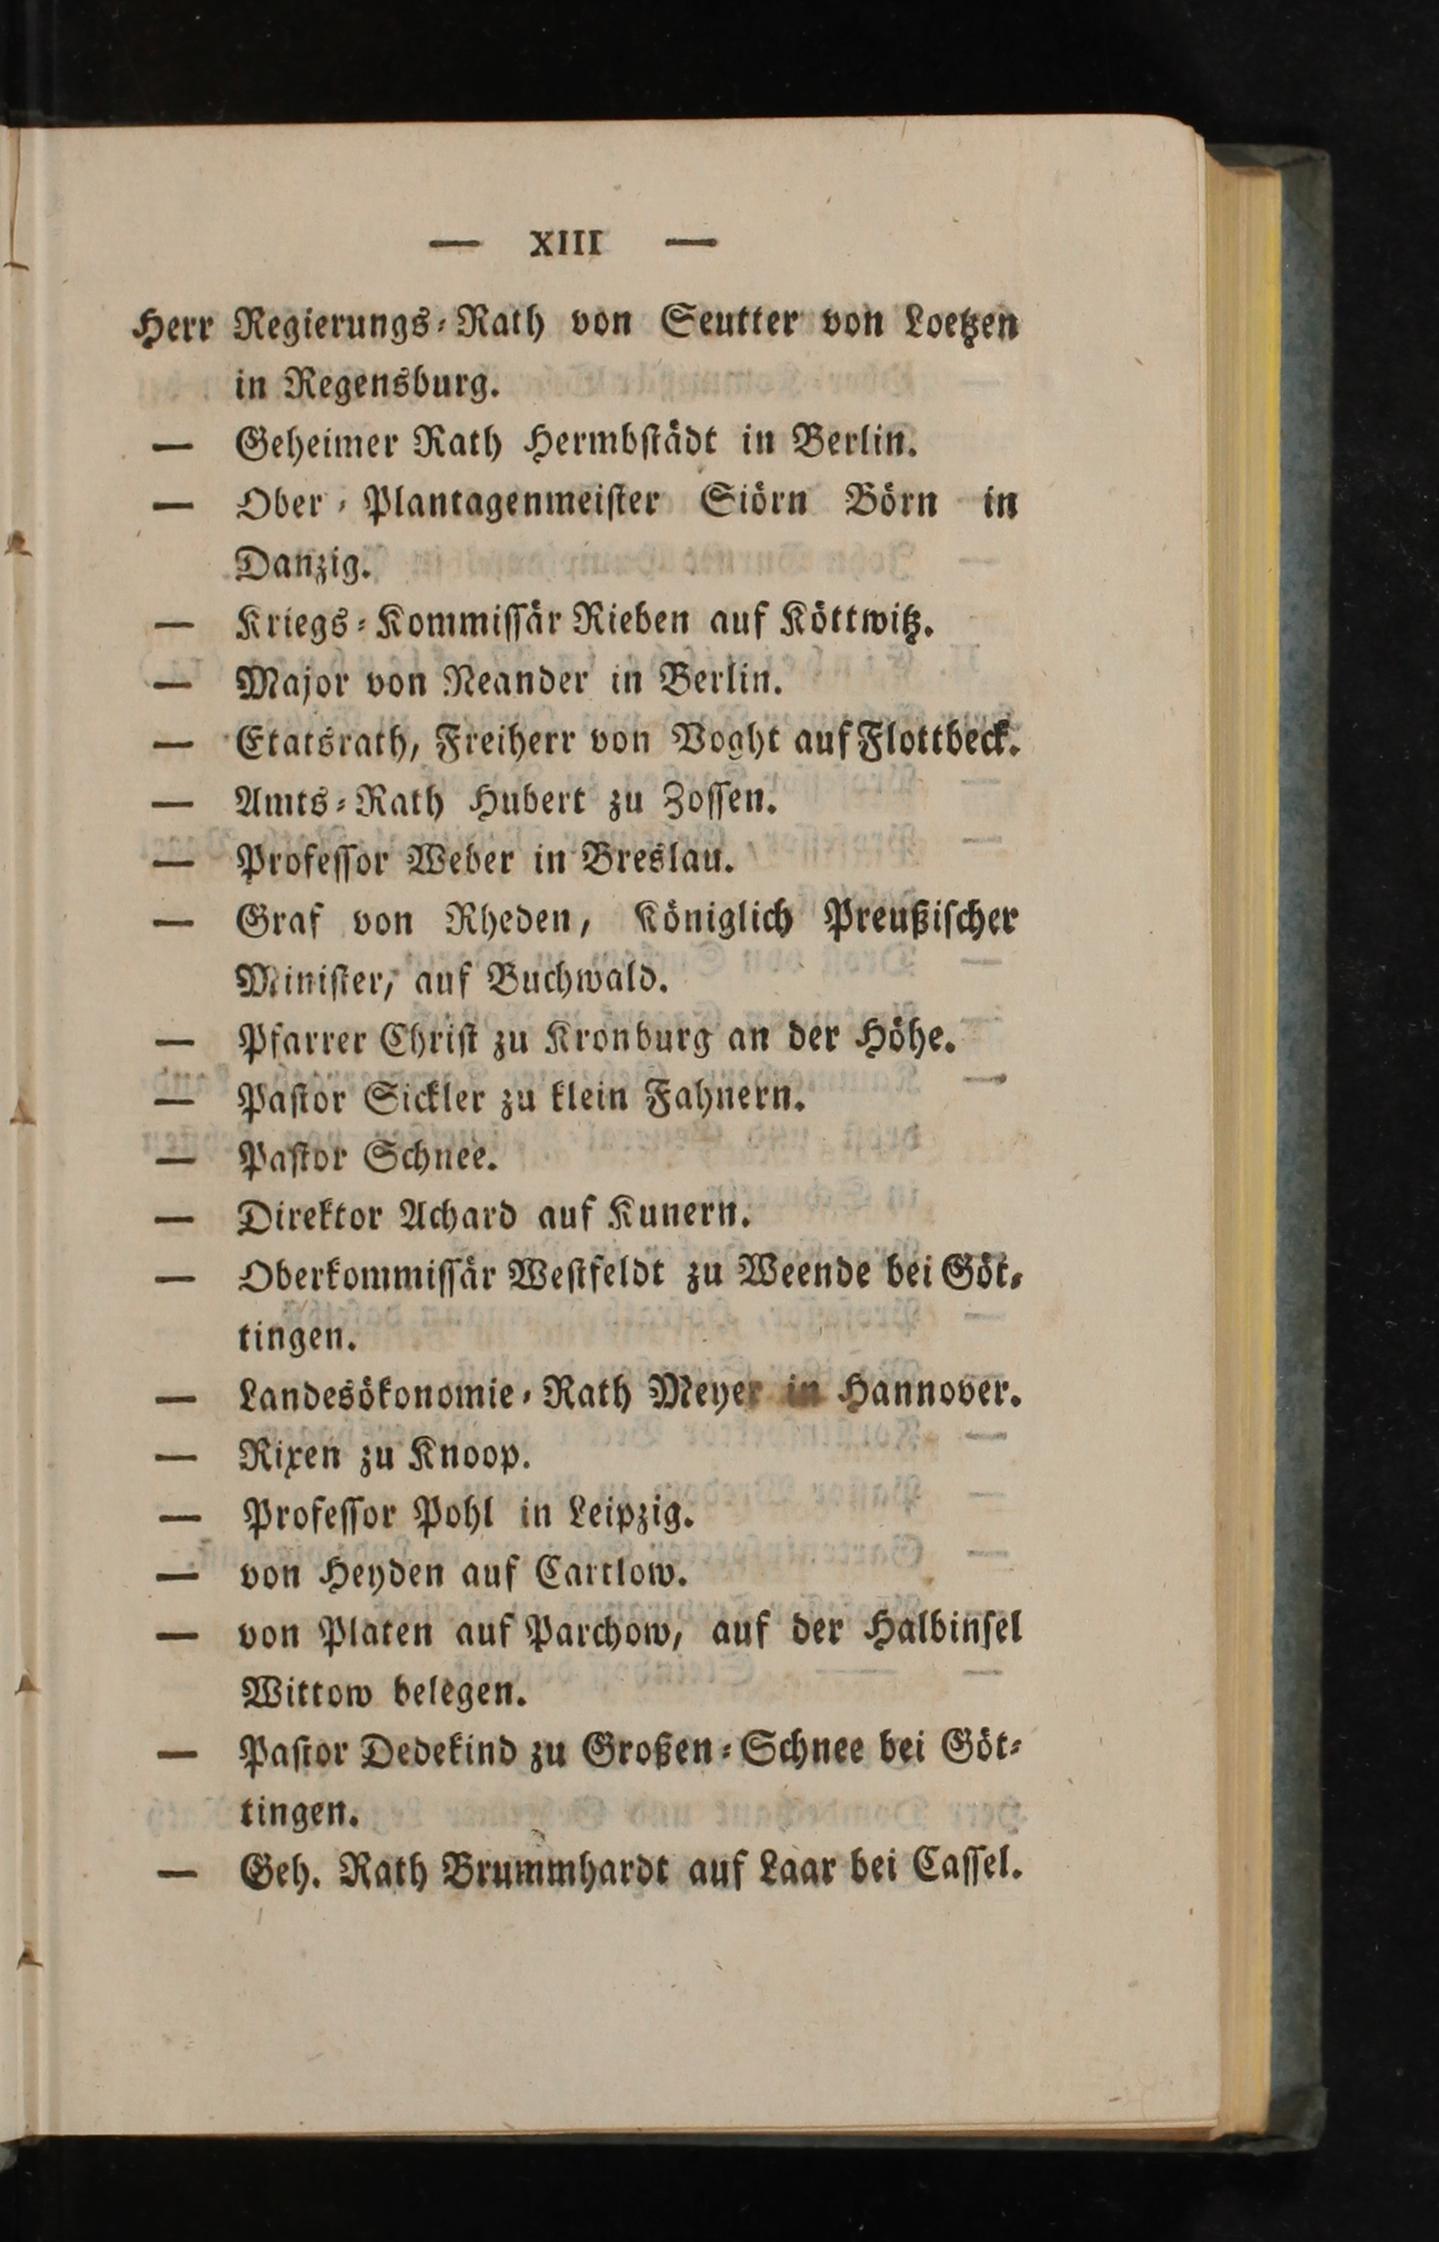 — XIII —
Herr Regierungs-Rath von Seutter von Loetzen
in Regensburg.
— Geheimer Rath Hermbſtädt in Berlin.
— Ober-Plantagenmeiſter Siörn Börn in
Danzig.
— Kriegs-Kommiſſär Rieben auf Köttwitz.
— Major von Neander in Berlin.
— Etatsrath, Freiherr von Voght auf Flottbeck.
— Amts-Rath Hubert zu Zoſſen.
— Profeſſor Weber in Breslau.
— Graf von Rheden, Königlich Preußiſcher
Miniſter, auf Buchwald.
— Pfarrer Chriſt zu Kronburg an der Höhe.
— Paſtor Sickler zu klein Fahnern.
— Paſtor Schnee.
— Direktor Achard auf Kunern.
— Oberkommiſſär Weſtfeldt zu Weende bei Göt-
tingen.
— Landesökonomie-Rath Meyer in Hannover.
— Rixen zu Knoop.
— Profeſſor Pohl in Leipzig.
— von Heyden auf Cartlow.
— von Platen auf Parchow, auf der Halbinſel
Wittow belegen.
— Paſtor Dedekind zu Großen-Schnee bei Göt-
tingen.
— Geh. Rath Brummhardt auf Laar bei Caſſel.